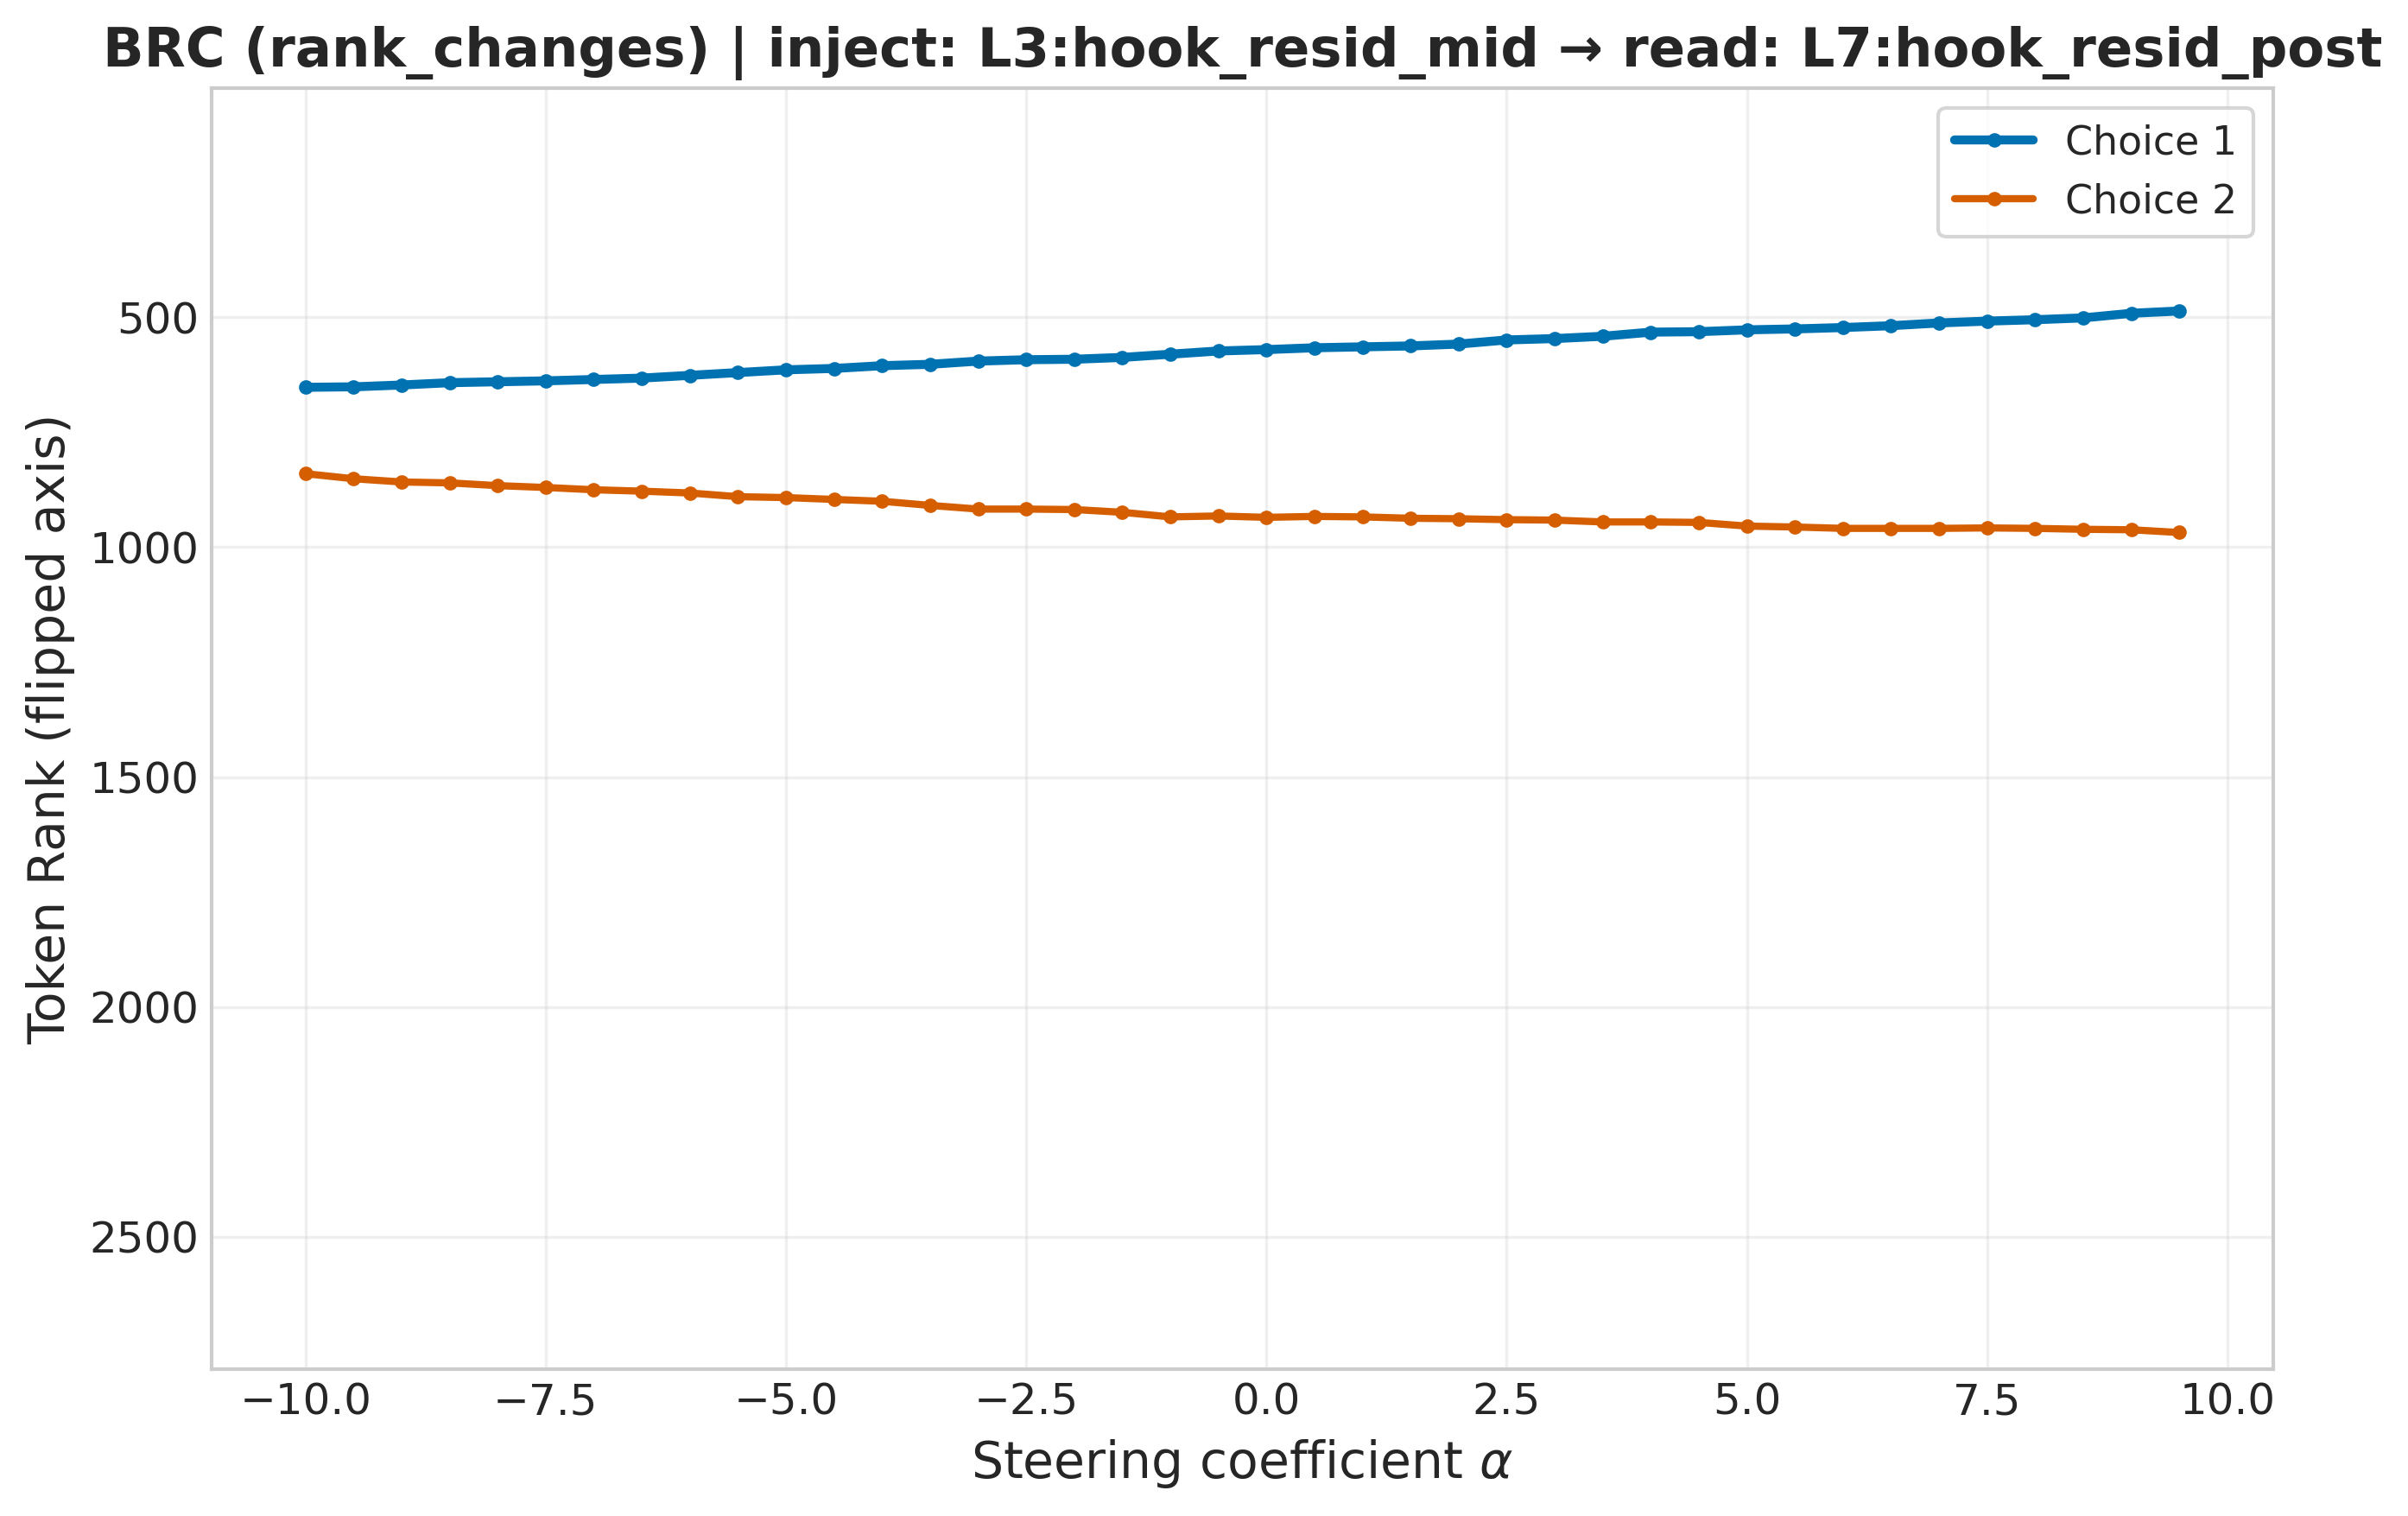 BRC (rank_changes) | inject: L3:hook_resid_mid → read: L7:hook_resid_post
Choice 1
Choice 2
Token Rank (flipped axis)
500
1000
1500
2000
2500
−10.0 −7.5 −5.0 −2.5 0.0 2.5 5.0 7.5 10.0
Steering coefficient α